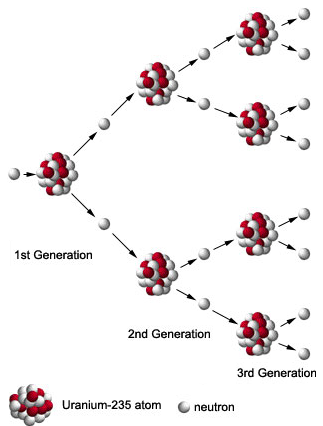 1st Generation
2nd Generation
3rd Generation
Uranium-235 atom
neutron